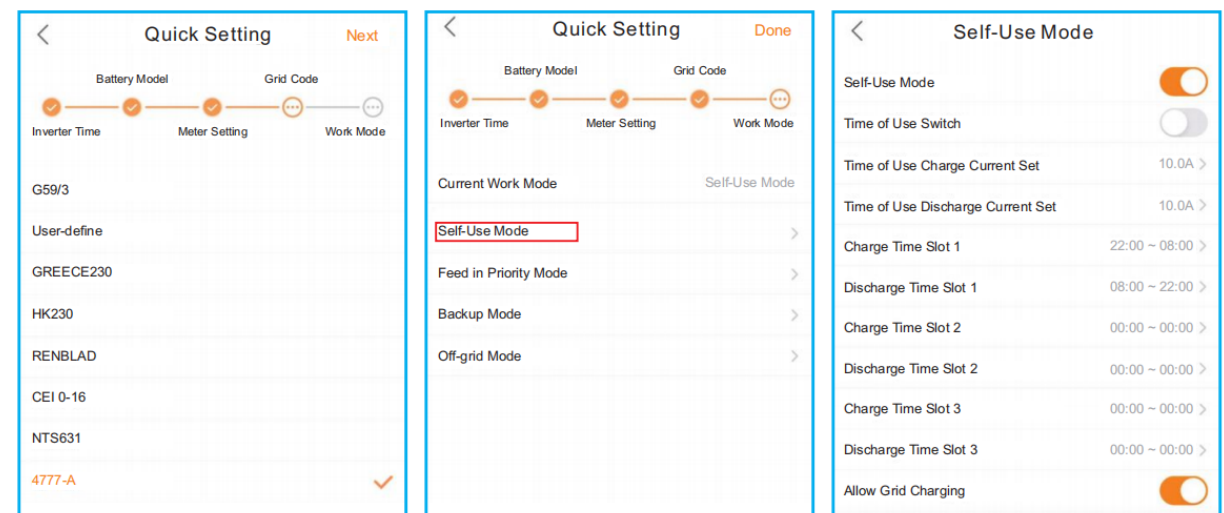 Quick Setting
Next
Battery Model
Grid Code
Inverter Time
Meter Setting
Work Mode
G59/3
User-define
GREECE230
HK230
RENBLAD
CEI 0-16
NTS631
4777-A
Quick Setting
Done
Battery Model
Grid Code
Inverter Time
Meter Setting
Work Mode
Current Work Mode
Self-Use Mode
Self-Use Mode
Feed in Priority Mode
Backup Mode
Off-grid Mode
Self-Use Mode
Self-Use Mode
Time of Use Switch
Time of Use Charge Current Set 10.0A
Time of Use Discharge Current Set 10.0A
Charge Time Slot 1 22:00 ~ 08:00
Discharge Time Slot 1 08:00 ~ 22:00
Charge Time Slot 2 00:00 ~ 00:00
Discharge Time Slot 2 00:00 ~ 00:00
Charge Time Slot 3 00:00 ~ 00:00
Discharge Time Slot 3 00:00 ~ 00:00
Allow Grid Charging